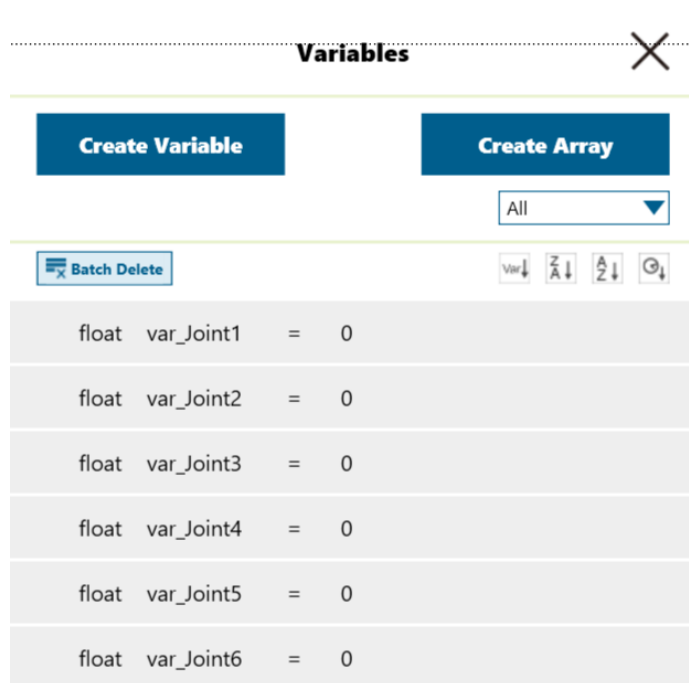 Variables
Create Variable Create Array
All
Batch Delete Var Z A A Z
float var_Joint1 = 0
float var_Joint2 = 0
float var_Joint3 = 0
float var_Joint4 = 0
float var_Joint5 = 0
float var_Joint6 = 0